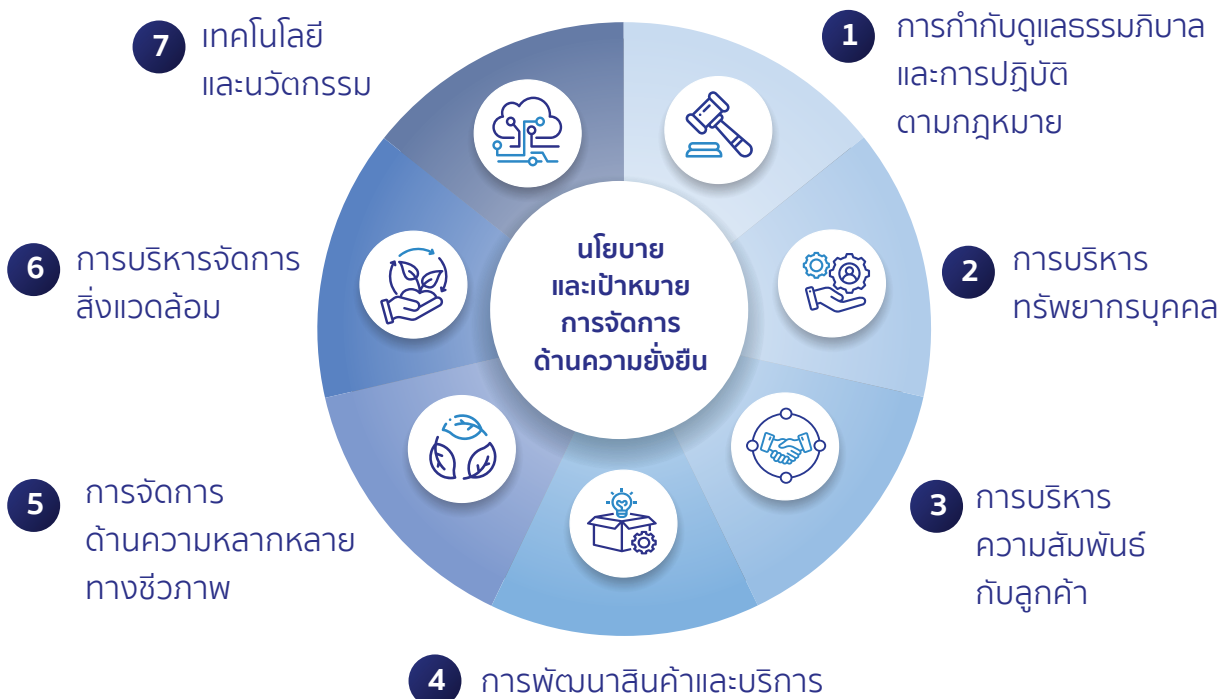 นโยบาย
และเป้าหมาย
การจัดการ
ด้านความยั่งยืน
1 การกำกับดูแลธรรมภิบาล
และการปฏิบัติ
ตามกฎหมาย
2 การบริหาร
ทรัพยากรบุคคล
3 การบริหาร
ความสัมพันธ์
กับลูกค้า
4 การพัฒนาสินค้าและบริการ
5 การจัดการ
ด้านความหลากหลาย
ทางชีวภาพ
6 การบริหารจัดการ
สิ่งแวดล้อม
7 เทคโนโลยี
และนวัตกรรม